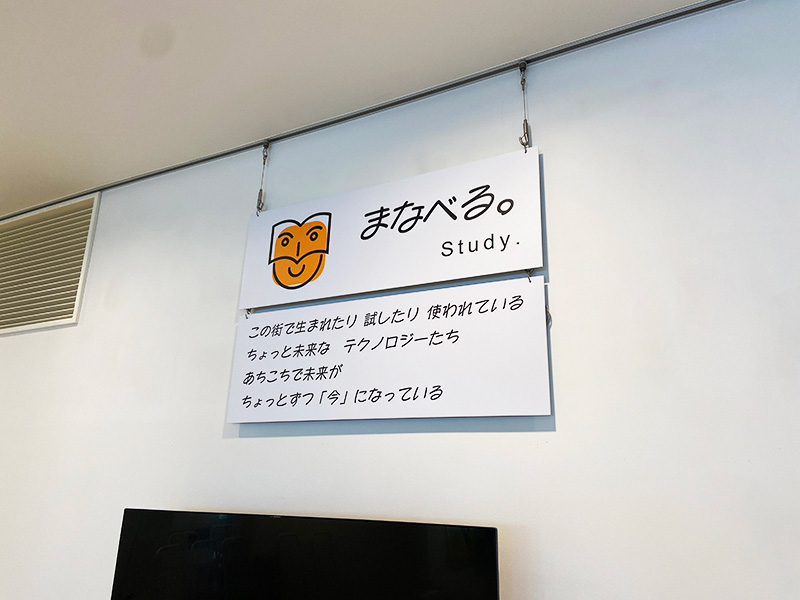 まなべる。
Study.
この街で生まれたり 試したり 使われている
ちょっと未来な テクノロジーたち
あちこちで未来が
ちょっとずつ「今」になっている